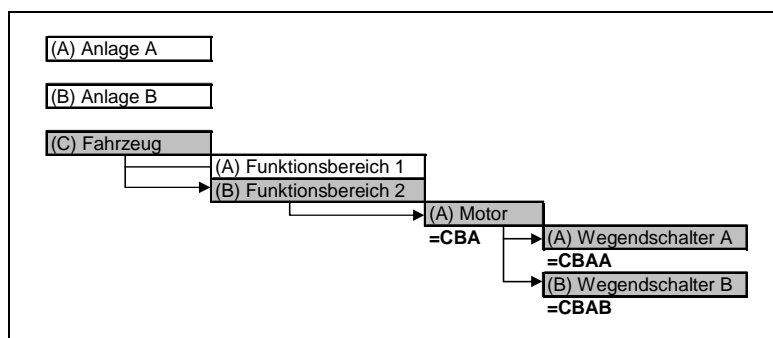 (A) Anlage A
(B) Anlage B
(C) Fahrzeug
(A) Funktionsbereich 1
(B) Funktionsbereich 2
(A) Motor
=CBA
(A) Wegendschalter A
=CBAA
(B) Wegendschalter B
=CBAB